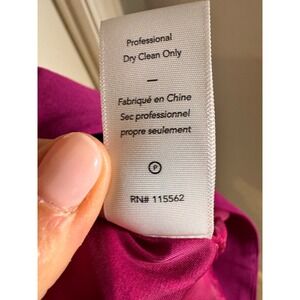 Professional
Dry Clean Only
—
Fabriqué en Chine
Sec professionnel
propre seulement
P
RN# 115562